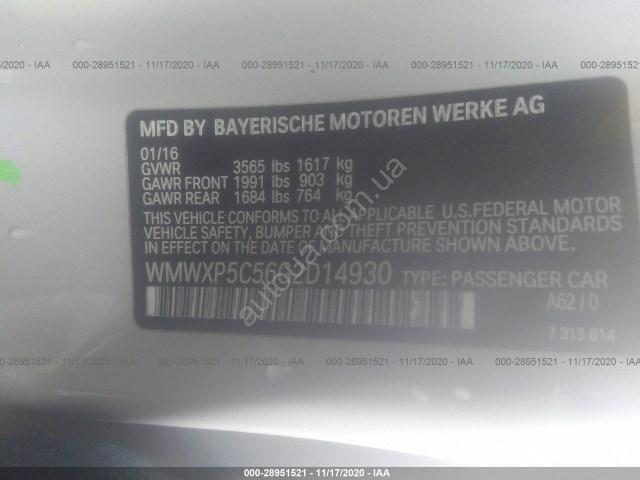 000-28951521 - 11/17/2020 - IAA
MFD BY BAYERISCHE MOTOREN WERKE AG
01/16
GVWR 3565 lbs 1617 kg
GAWR FRONT 1991 lbs 903 kg
GAWR REAR 1684 lbs 764 kg
THIS VEHICLE CONFORMS TO ALL APPLICABLE U.S.FEDERAL MOTOR
VEHICLE SAFETY, BUMPER AND THEFT PREVENTION STANDARDS
IN EFFECT ON THE DATE OF MANUFACTURE SHOWN ABOVE.
WMWXP5C56G2D14930 TYPE: PASSENGER CAR
A62/0
7 315 814
autoua.com.ua
000-28951521 - 11/17/2020 - IAA